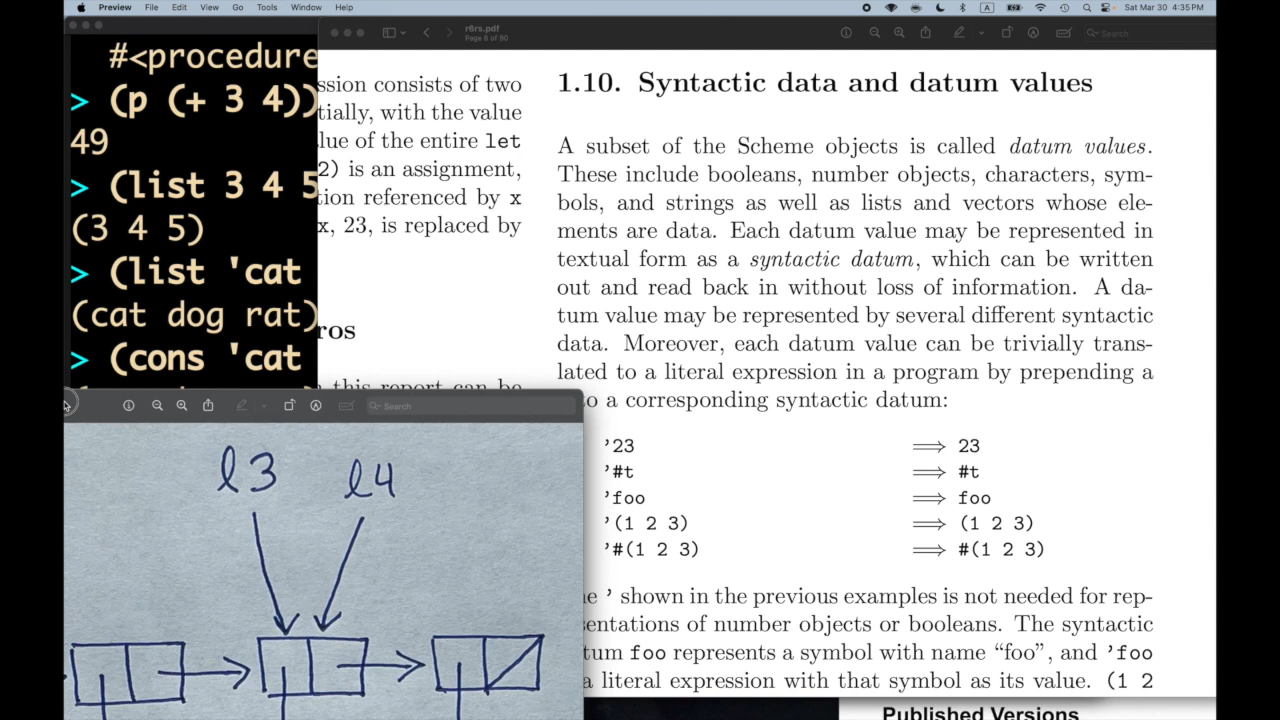 Preview File Edit View Go Tools Window Help
Sat Mar 30 4:35 PM
r6rs.pdf
Page 8 of 90
Search
#<procedure
> (p (+ 3 4))
49
> (list 3 4 5
(3 4 5)
> (list 'cat
(cat dog rat)
> (cons 'cat
ssion consists of two
tially, with the value
lue of the entire let
2) is an assignment,
tion referenced by x
x, 23, is replaced by
ros
this report can be
1.10. Syntactic data and datum values
A subset of the Scheme objects is called datum values.
These include booleans, number objects, characters, sym-
bols, and strings as well as lists and vectors whose ele-
ments are data. Each datum value may be represented in
textual form as a syntactic datum, which can be written
out and read back in without loss of information. A da-
tum value may be represented by several different syntactic
data. Moreover, each datum value can be trivially trans-
lated to a literal expression in a program by prepending a
to a corresponding syntactic datum:
'23 ⟹ 23
'#t ⟹ #t
'foo ⟹ foo
'(1 2 3) ⟹ (1 2 3)
'#(1 2 3) ⟹ #(1 2 3)
he ' shown in the previous examples is not needed for rep-
sentations of number objects or booleans. The syntactic
tum foo represents a symbol with name “foo”, and 'foo
a literal expression with that symbol as its value. (1 2
Search
l3 l4
Published Versions